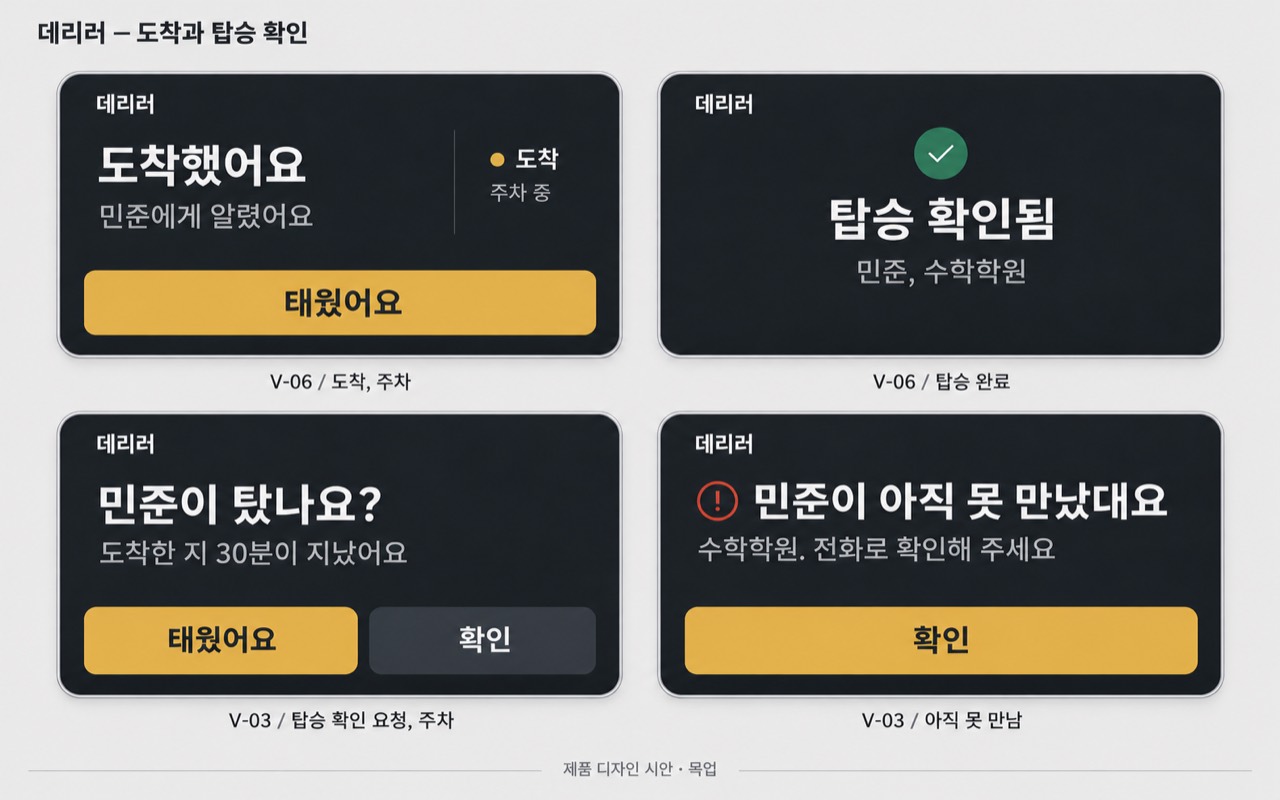 데리러 – 도착과 탑승 확인
데리러
도착했어요
민준에게 알렸어요
도착
주차 중
태웠어요
V-06 / 도착, 주차
데리러
탑승 확인됨
민준, 수학학원
V-06 / 탑승 완료
데리러
민준이 탔나요?
도착한 지 30분이 지났어요
태웠어요
확인
V-03 / 탑승 확인 요청, 주차
데리러
민준이 아직 못 만났대요
수학학원. 전화로 확인해 주세요
확인
V-03 / 아직 못 만남
제품 디자인 시안 · 목업